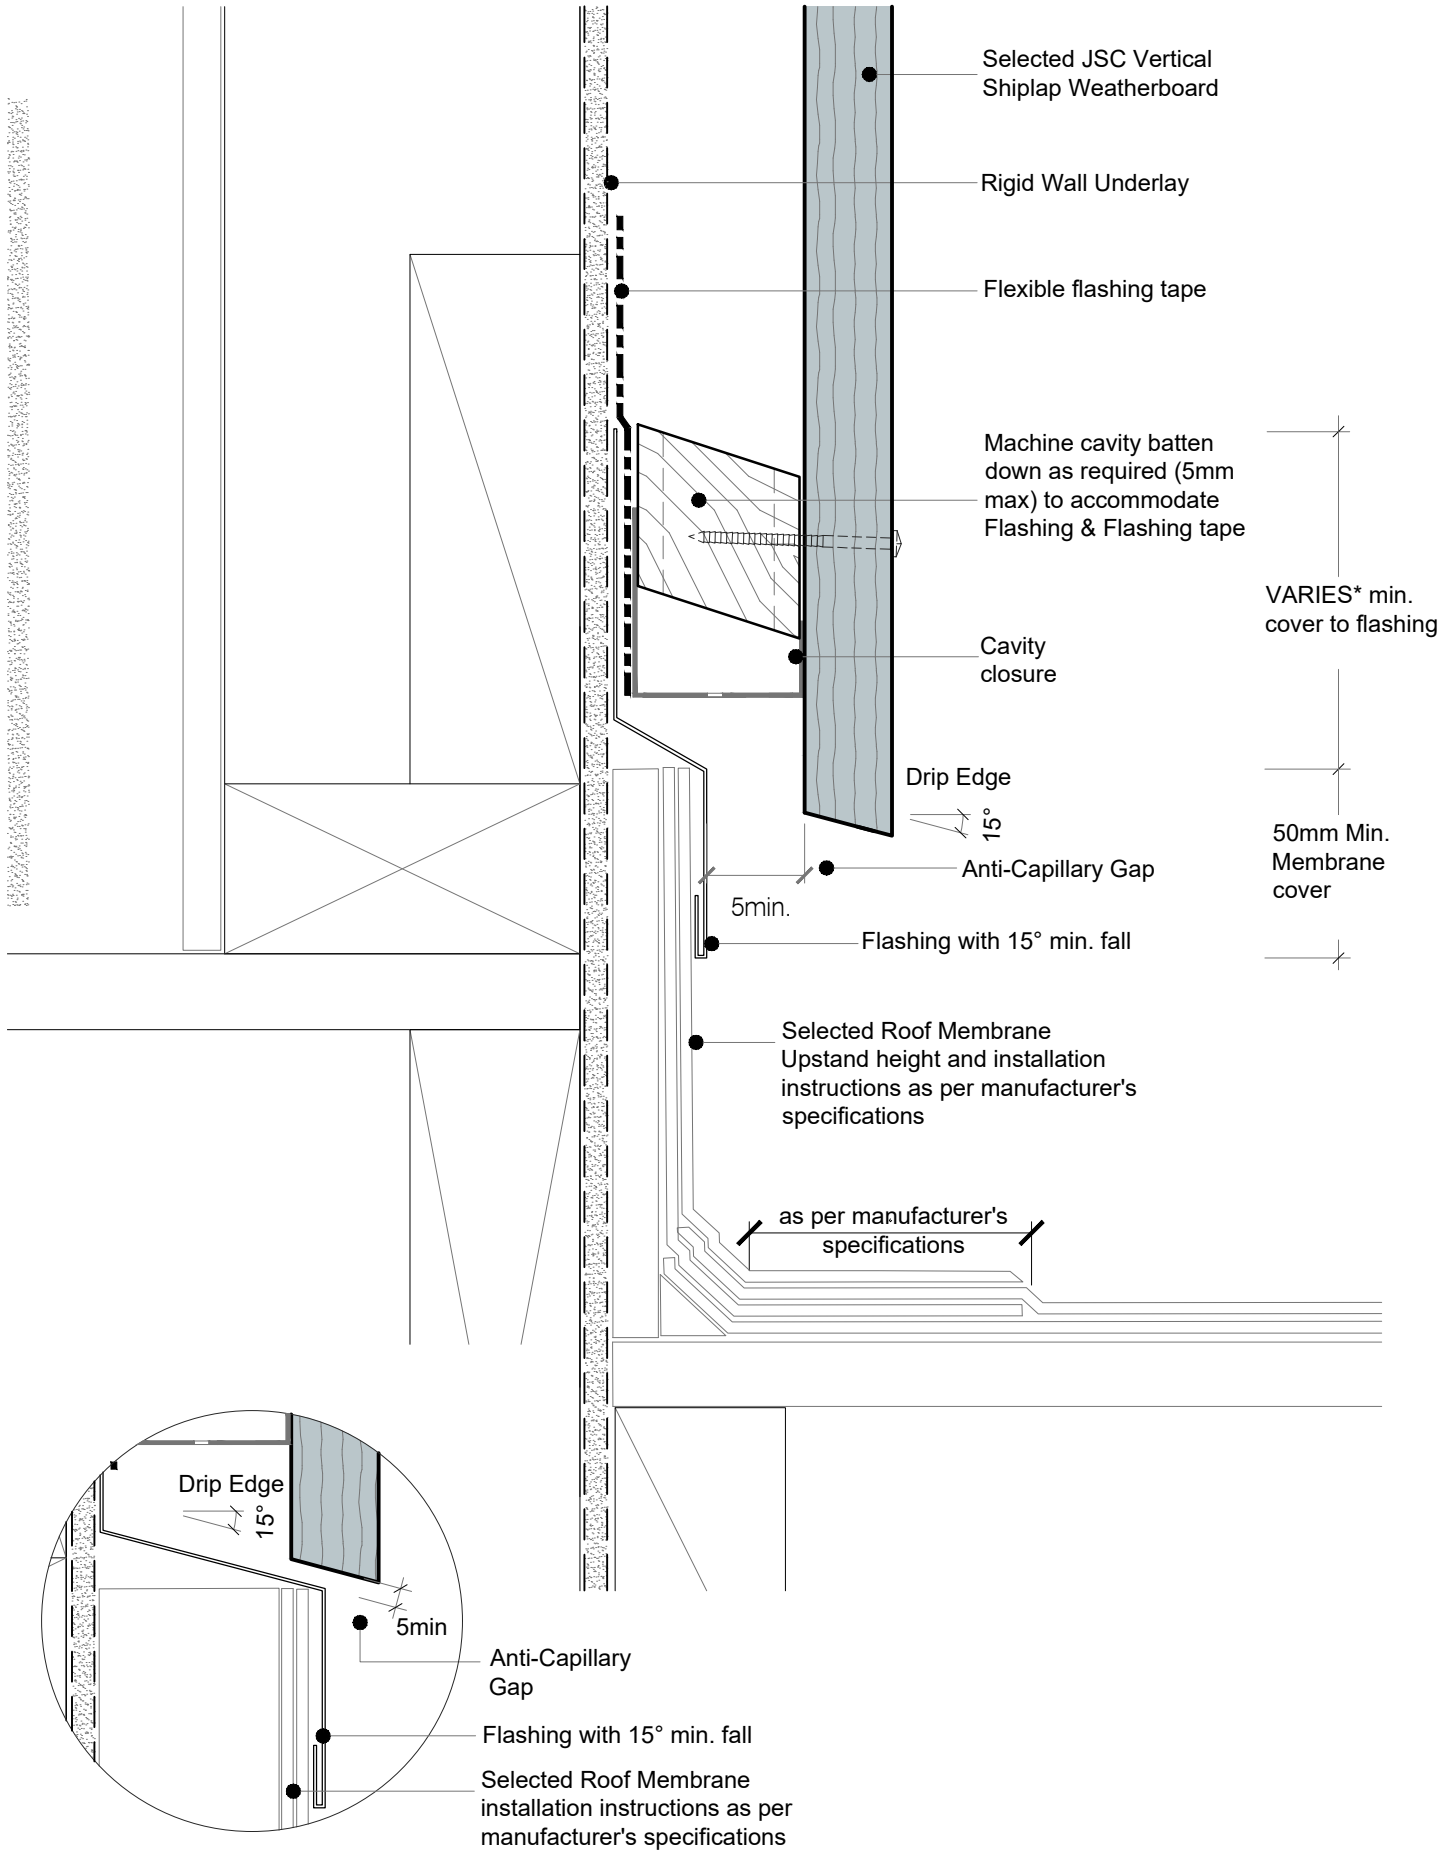 Selected JSC Vertical
Shiplap Weatherboard
Rigid Wall Underlay
Flexible flashing tape
Machine cavity batten
down as required (5mm
max) to accommodate
Flashing & Flashing tape
VARIES* min.
cover to flashing
Cavity
closure
Drip Edge
15°
50mm Min.
Membrane
cover
Anti-Capillary Gap
5min.
Flashing with 15° min. fall
Selected Roof Membrane
Upstand height and installation
instructions as per manufacturer's
specifications
as per manufacturer's
specifications
Drip Edge
15°
5min
Anti-Capillary
Gap
Flashing with 15° min. fall
Selected Roof Membrane
installation instructions as per
manufacturer's specifications